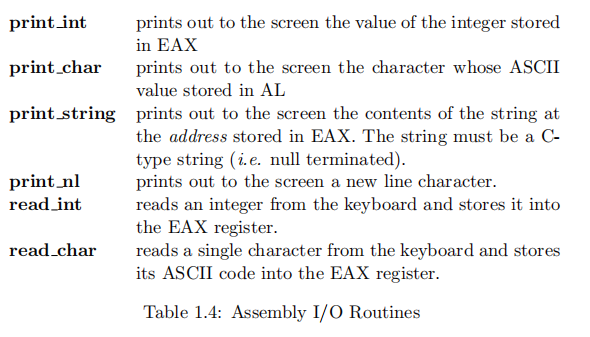 print_int prints out to the screen the value of the integer stored
in EAX
print_char prints out to the screen the character whose ASCII
value stored in AL
print_string prints out to the screen the contents of the string at
the address stored in EAX. The string must be a C-
type string (i.e. null terminated).
print_nl prints out to the screen a new line character.
read_int reads an integer from the keyboard and stores it into
the EAX register.
read_char reads a single character from the keyboard and stores
its ASCII code into the EAX register.
Table 1.4: Assembly I/O Routines